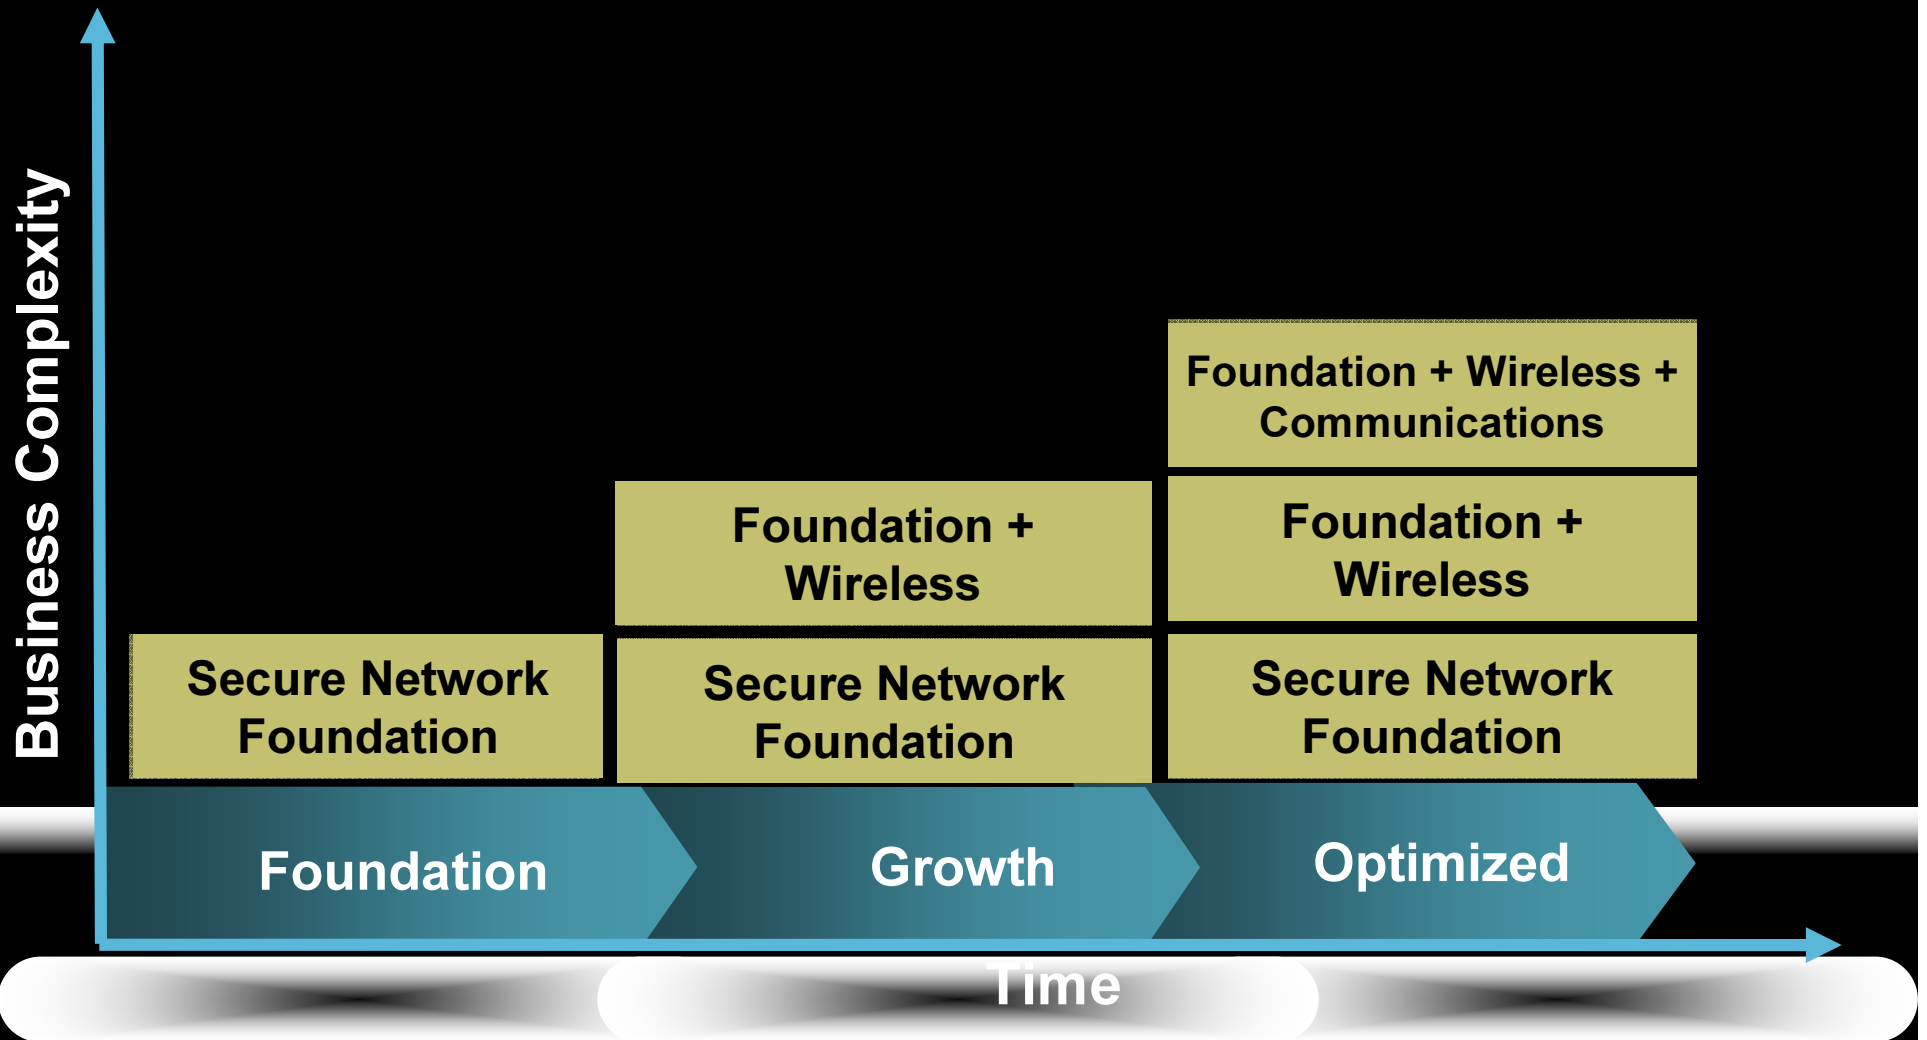 Business Complexity
Foundation + Wireless +
Communications
Foundation +
Wireless
Foundation +
Wireless
Secure Network
Foundation
Secure Network
Foundation
Secure Network
Foundation
Foundation
Growth
Optimized
Time